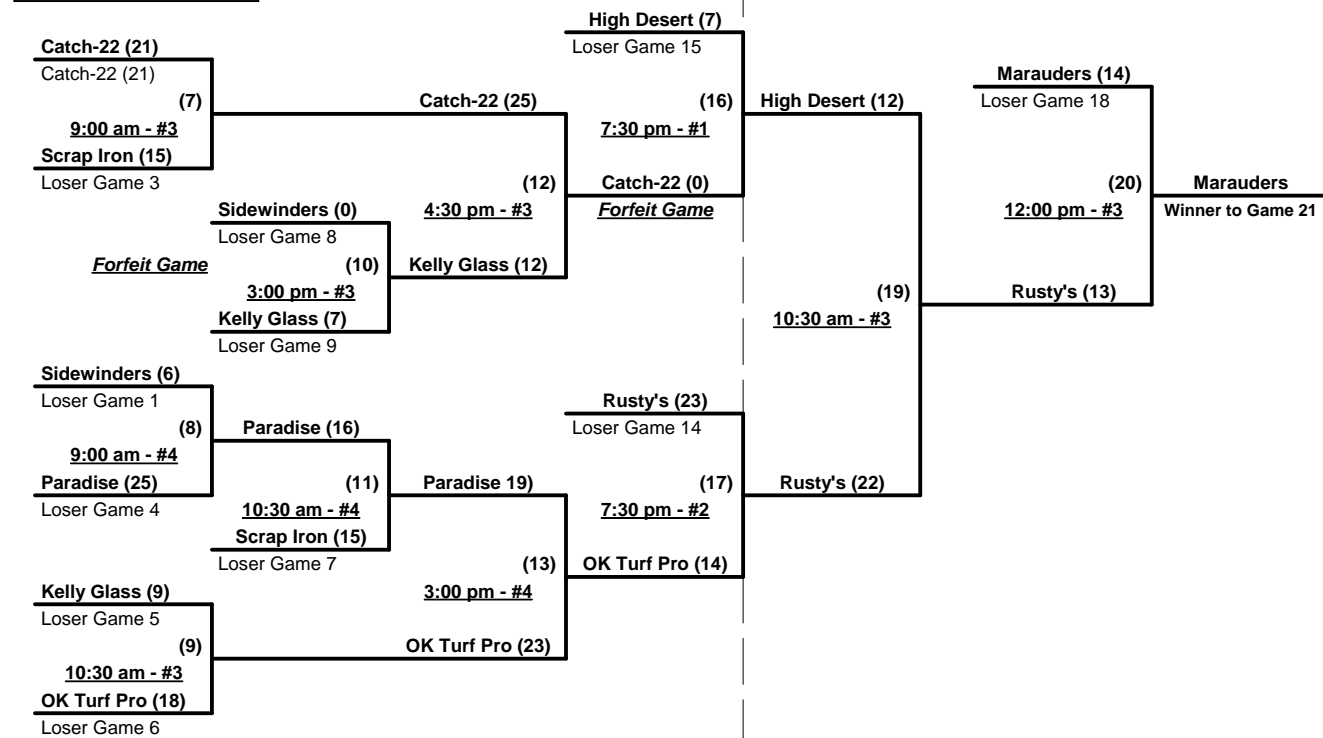 High Desert (7)
Loser Game 15
Catch-22 (21)
Catch-22 (21)
Marauders (14)
Loser Game 18
(7)
Catch-22 (25)
(16)
High Desert (12)
9:00 am - #3
7:30 pm - #1
Scrap Iron (15)
Loser Game 3
(12)
Catch-22 (0)
(20)
Marauders
4:30 pm - #3
Forfeit Game
12:00 pm - #3
Winner to Game 21
Sidewinders (0)
Loser Game 8
Forfeit Game
(10)
Kelly Glass (12)
3:00 pm - #3
(19)
Rusty's (13)
10:30 am - #3
Kelly Glass (7)
Loser Game 9
Sidewinders (6)
Loser Game 1
Rusty's (23)
Loser Game 14
(8)
Paradise (16)
9:00 am - #4
Paradise (25)
Loser Game 4
(11)
Paradise 19)
(17)
Rusty's (22)
10:30 am - #4
7:30 pm - #2
Scrap Iron (15)
Loser Game 7
(13)
OK Turf Pro (14)
3:00 pm - #4
Kelly Glass (9)
Loser Game 5
(9)
OK Turf Pro (23)
10:30 am - #3
OK Turf Pro (18)
Loser Game 6